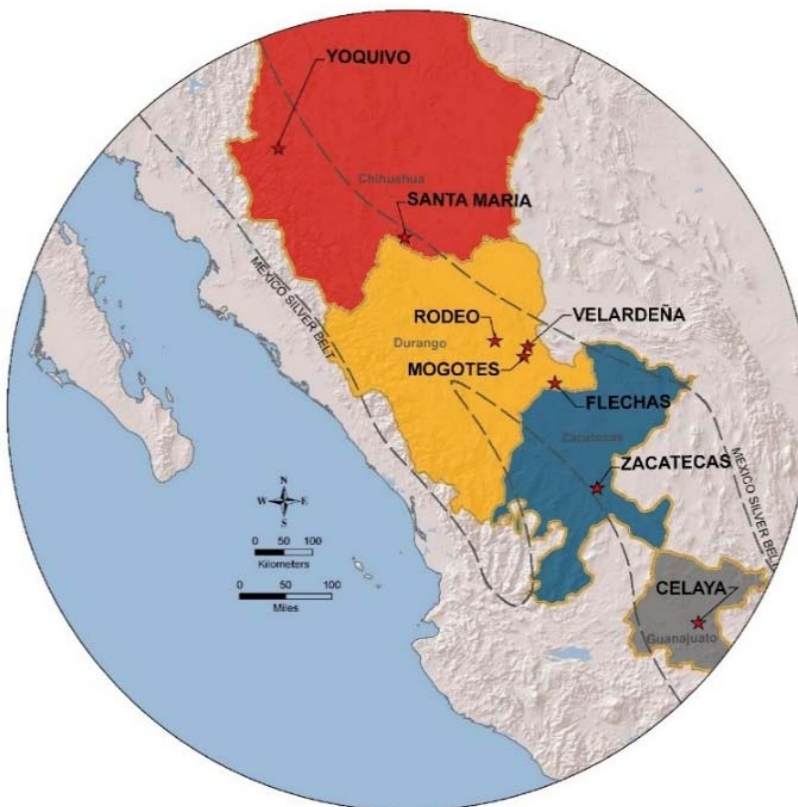 YOQUIVO
Chihuahua
SANTA MARIA
MEXICO SILVER BELT
RODEO
VELARDEÑA
Durango
MOGOTES
FLECHAS
Zacatecas
ZACATECAS
MEXICO SILVER BELT
N
W E
S
0 50 100
Kilometers
0 50 100
Miles
CELAYA
Guanajuato